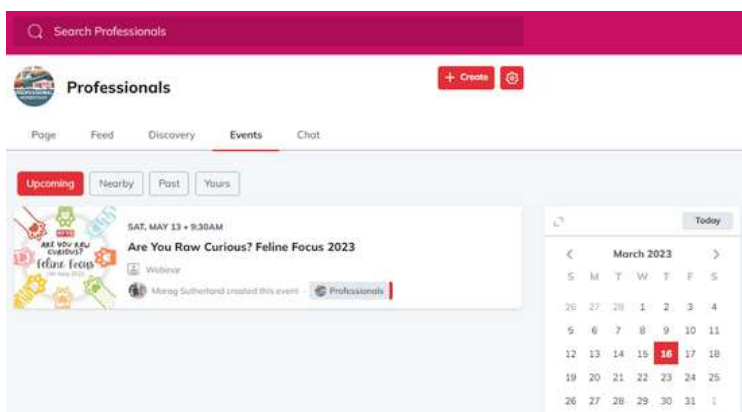 Search Professionals
Professionals
+ Create
Page Feed Discovery Events Chat
Upcoming Nearby Past Yours
SAT, MAY 13 • 9:30AM
Are You Raw Curious? Feline Focus 2023
Webinar
Morag Sutherland created this event - Professionals
ARE YOU RAW
CURIOUS?
Feline Focus
Today
March 2023
S M T W T F S
26 27 28 1 2 3 4
5 6 7 8 9 10 11
12 13 14 15 16 17 18
19 20 21 22 23 24 25
26 27 28 29 30 31 1